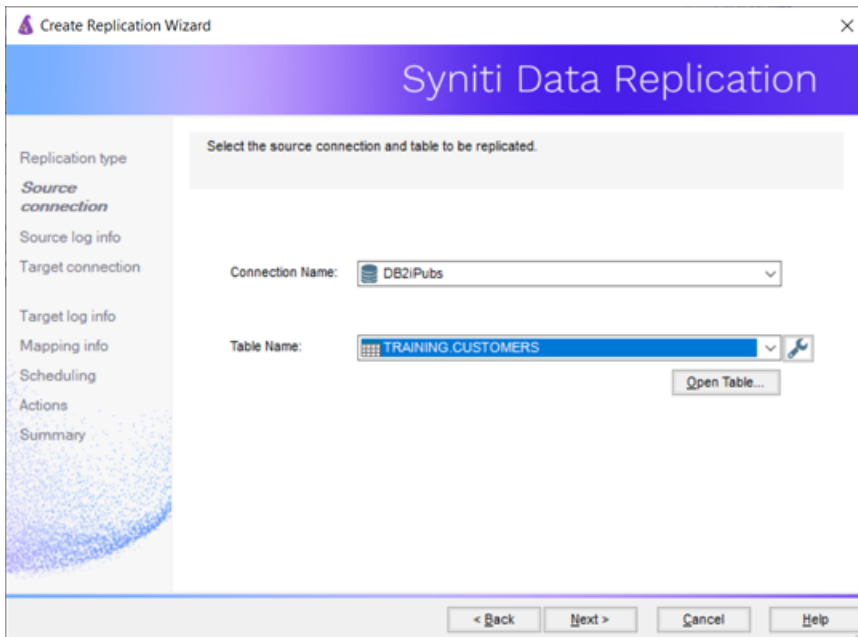 Create Replication Wizard
Syniti Data Replication
Select the source connection and table to be replicated.
Replication type
Source
connection
Source log info
Target connection
Target log info
Mapping info
Scheduling
Actions
Summary
Connection Name: DB2iPubs
Table Name: TRAINING.CUSTOMERS
Open Table...
< Back Next > Cancel Help